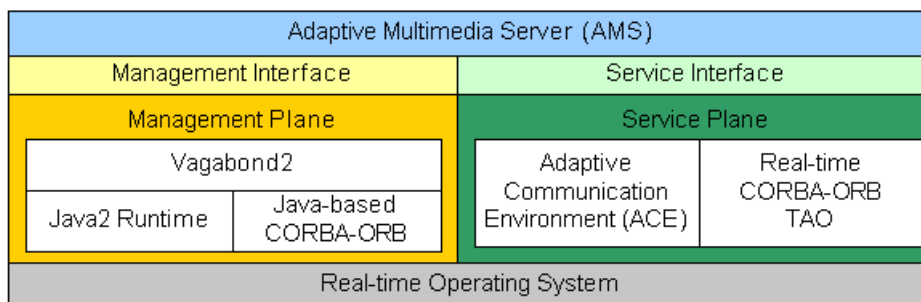 Adaptive Multimedia Server (AMS)
Management Interface
Service Interface
Management Plane
Service Plane
Vagabond2
Java2 Runtime
Java-based
CORBA-ORB
Adaptive
Communication
Environment (ACE)
Real-time
CORBA-ORB
TAO
Real-time Operating System